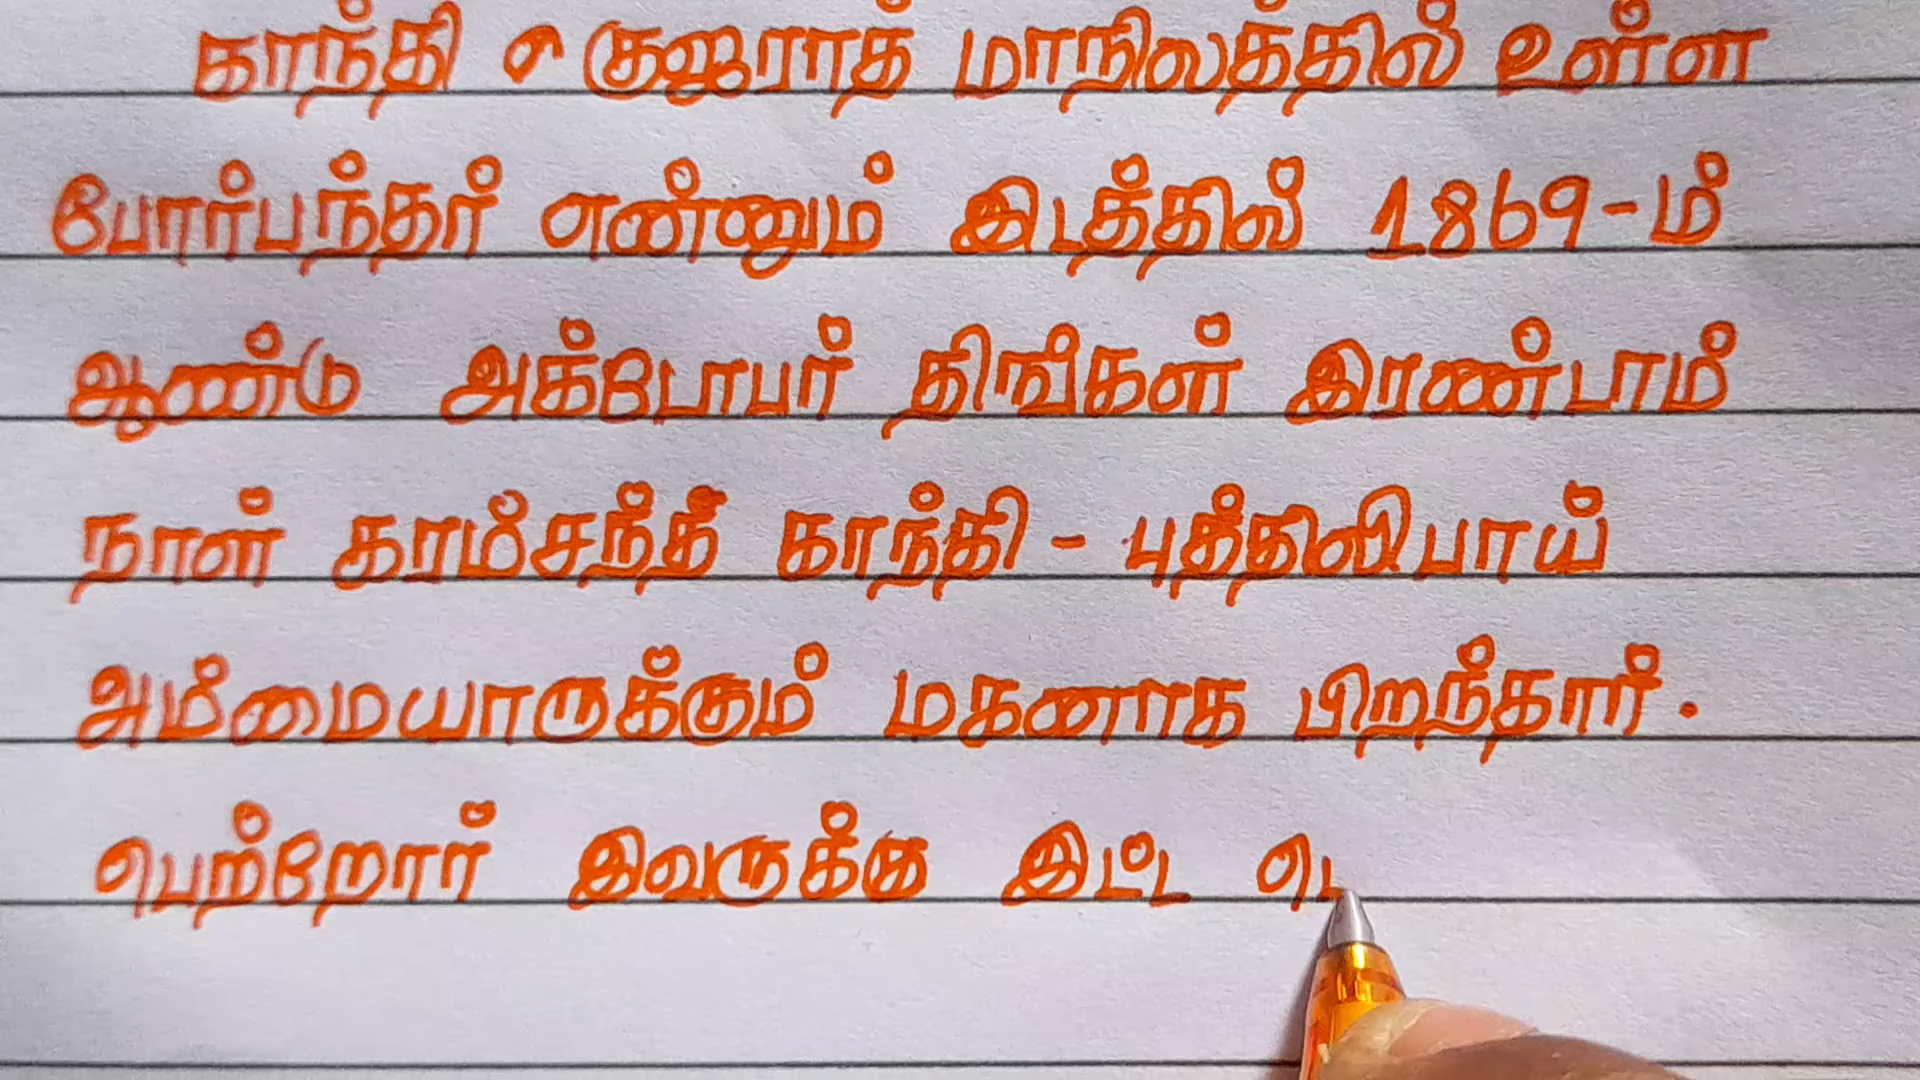 காந்தி குஜராத் மாநிலத்தில் உள்ள
போர்பந்தர் என்னும் இடத்தில் 1869-ம்
ஆண்டு அக்டோபர் திங்கள் இரண்டாம்
நாள் கரம்சந்த் காந்தி - புத்திலிபாய்
அம்மையாருக்கும் மகனாக பிறந்தார்.
பெற்றோர் இவருக்கு இட்ட